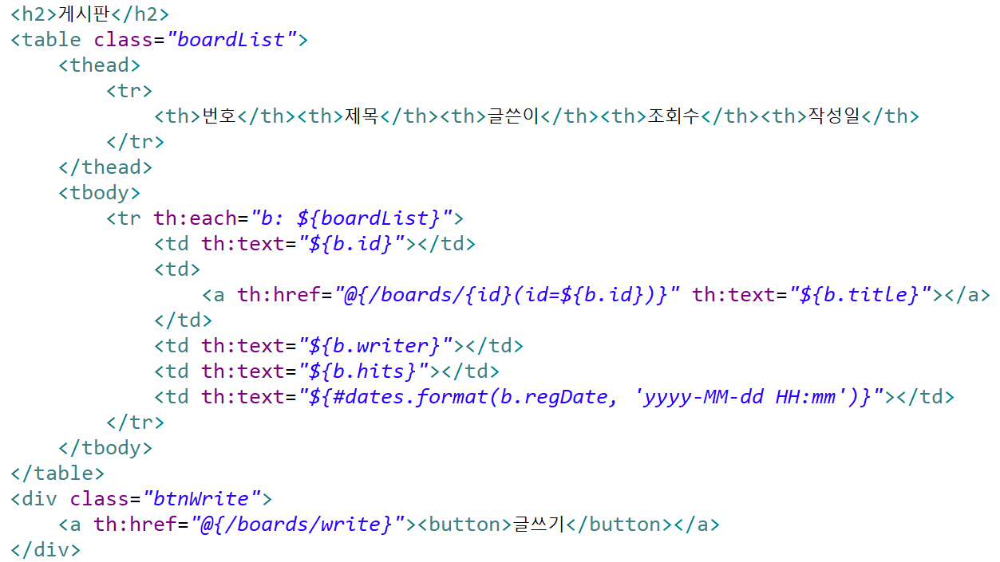 <h2>게시판</h2>
<table class="boardList">
    <thead>
        <tr>
            <th>번호</th><th>제목</th><th>글쓴이</th><th>조회수</th><th>작성일</th>
        </tr>
    </thead>
    <tbody>
        <tr th:each="b: ${boardList}">
            <td th:text="${b.id}"></td>
            <td>
                <a th:href="@{/boards/{id}(id=${b.id})}" th:text="${b.title}"></a>
            </td>
            <td th:text="${b.writer}"></td>
            <td th:text="${b.hits}"></td>
            <td th:text="${#dates.format(b.regDate, 'yyyy-MM-dd HH:mm')}"></td>
        </tr>
    </tbody>
</table>
<div class="btnWrite">
    <a th:href="@{/boards/write}"><button>글쓰기</button></a>
</div>